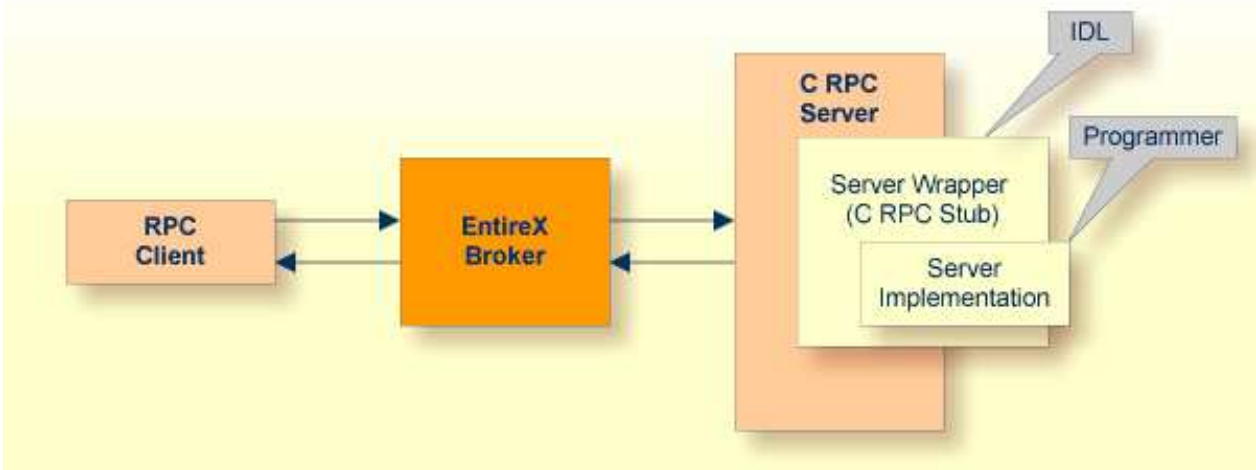 IDL
C RPC
Server
Programmer
Server Wrapper
(C RPC Stub)
RPC
Client
EntireX
Broker
Server
Implementation